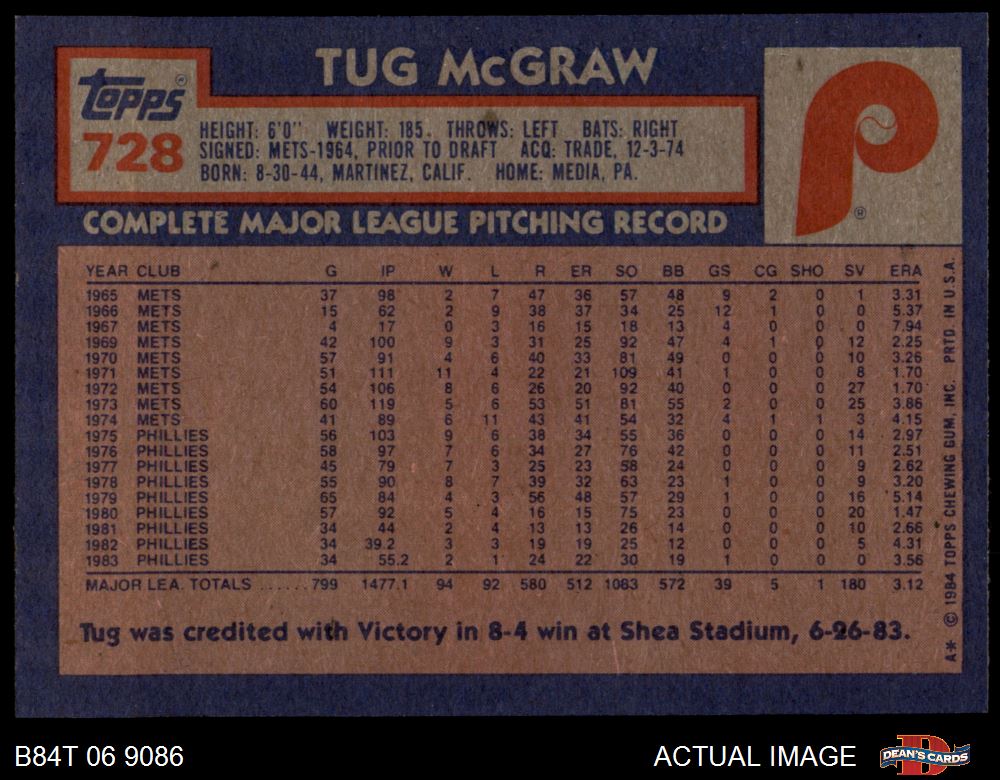 TUG McGRAW
Topps®
728
HEIGHT: 6'0" WEIGHT: 185. THROWS: LEFT BATS: RIGHT
SIGNED: METS-1964, PRIOR TO DRAFT ACQ: TRADE, 12-3-74
BORN: 8-30-44, MARTINEZ, CALIF. HOME: MEDIA, PA.
P®
COMPLETE MAJOR LEAGUE PITCHING RECORD
YEAR CLUB G IP W L R ER SO BB GS CG SHO SV ERA
1965 METS 37 98 2 7 47 36 57 48 9 2 0 1 3.31
1966 METS 15 62 2 9 38 37 34 25 12 1 0 0 5.37
1967 METS 4 17 0 3 16 15 18 13 4 0 0 0 7.94
1969 METS 42 100 9 3 31 25 92 47 4 1 0 12 2.25
1970 METS 57 91 4 6 40 33 81 49 0 0 0 10 3.26
1971 METS 51 111 11 4 22 21 109 41 1 0 0 8 1.70
1972 METS 54 106 8 6 26 20 92 40 0 0 0 27 1.70
1973 METS 60 119 5 6 53 51 81 55 2 0 0 25 3.86
1974 METS 41 89 6 11 43 41 54 32 4 1 1 3 4.15
1975 PHILLIES 56 103 9 6 38 34 55 36 0 0 0 14 2.97
1976 PHILLIES 58 97 7 6 34 27 76 42 0 0 0 11 2.51
1977 PHILLIES 45 79 7 3 25 23 58 24 0 0 0 9 2.62
1978 PHILLIES 55 90 8 7 39 32 63 23 1 0 0 9 3.20
1979 PHILLIES 65 84 4 3 56 48 57 29 1 0 0 16 5.14
1980 PHILLIES 57 92 5 4 16 15 75 23 0 0 0 20 1.47
1981 PHILLIES 34 44 2 4 13 13 26 14 0 0 0 10 2.66
1982 PHILLIES 34 39.2 3 3 19 19 25 12 0 0 0 5 4.31
1983 PHILLIES 34 55.2 2 1 24 22 30 19 1 0 0 0 3.56
MAJOR LEA. TOTALS ......799 1477.1 94 92 580 512 1083 572 39 5 1 180 3.12
Tug was credited with Victory in 8-4 win at Shea Stadium, 6-26-83.
A* © 1984 TOPPS CHEWING GUM, INC. PRTD. IN U.S.A.
B84T 06 9086
ACTUAL IMAGE
DEAN'S CARDS